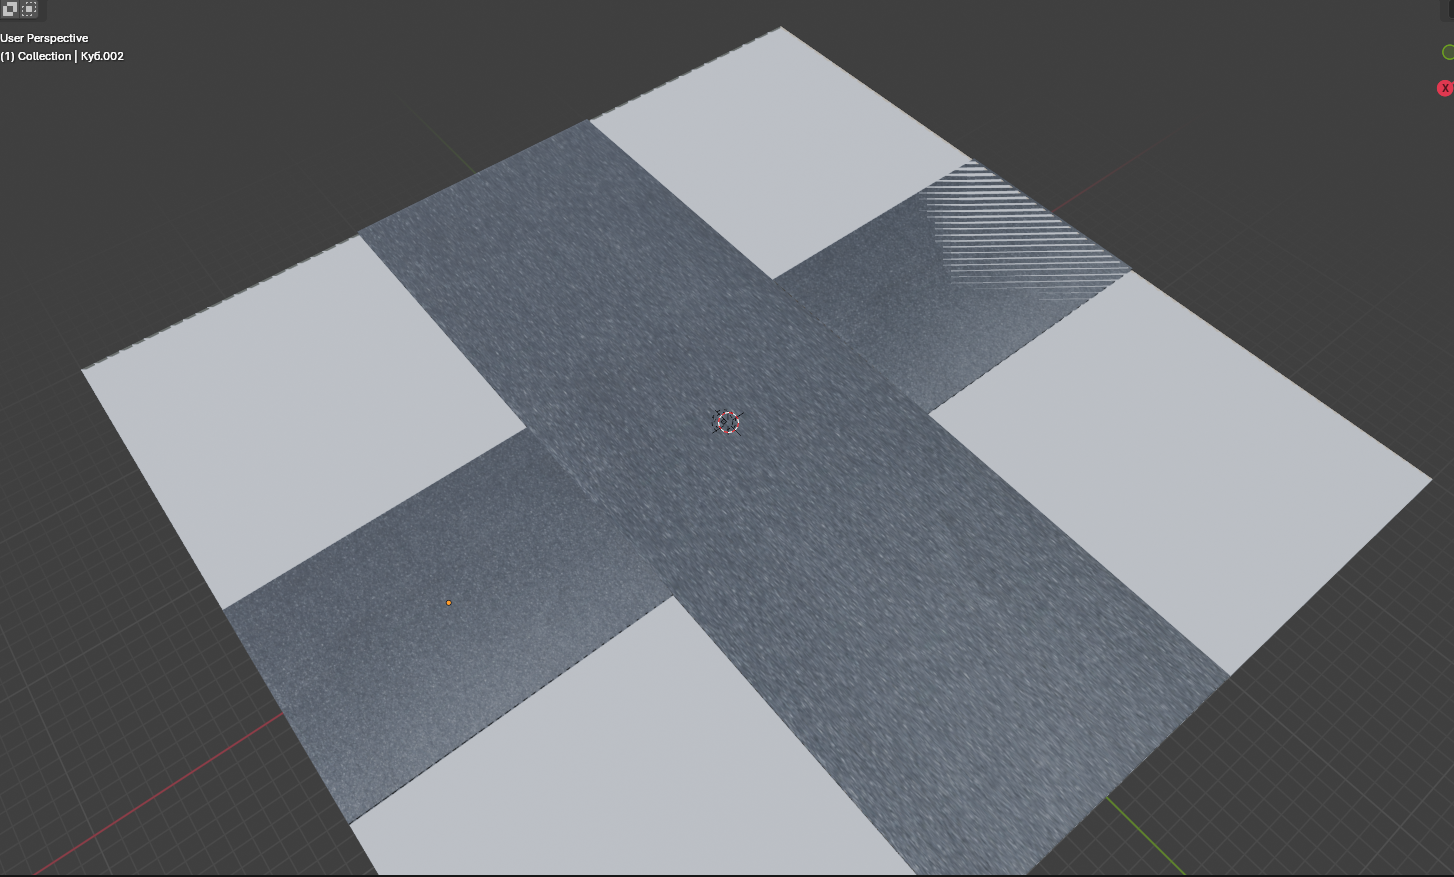 User Perspective
(1) Collection | Куб.002
X